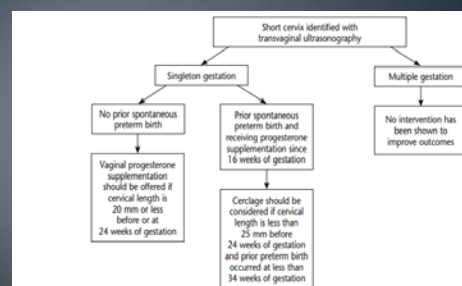 Short cervix identified with
transvaginal ultrasonography
Singleton gestation
Multiple gestation
No prior spontaneous
preterm birth
Prior spontaneous
preterm birth and
receiving progesterone
supplementation since
16 weeks of gestation
No intervention has
been shown to
improve outcomes
Vaginal progesterone
supplementation
should be offered if
cervical length is
20 mm or less
before or at
24 weeks of gestation
Cerclage should be
considered if cervical
length is less than
25 mm before
24 weeks of gestation
and prior preterm birth
occurred at less than
34 weeks of gestation